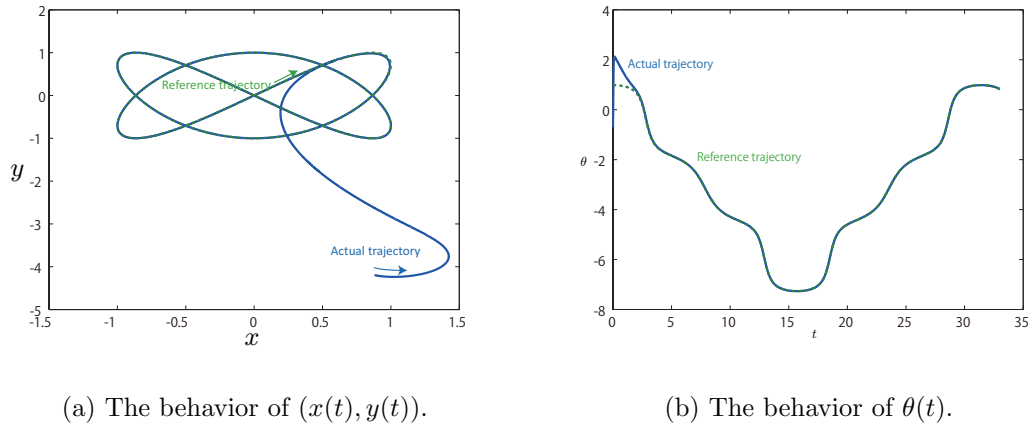 2
1
0
-1
-2
-3
-4
-5
y
Reference trajectory
Actual trajectory
-1.5 -1 -0.5 0 0.5 1 1.5
x
4
2
0
-2
-4
-6
-8
θ
Actual trajectory
Reference trajectory
0 5 10 15 20 25 30 35
t
(a) The behavior of (x(t), y(t)).
(b) The behavior of θ(t).